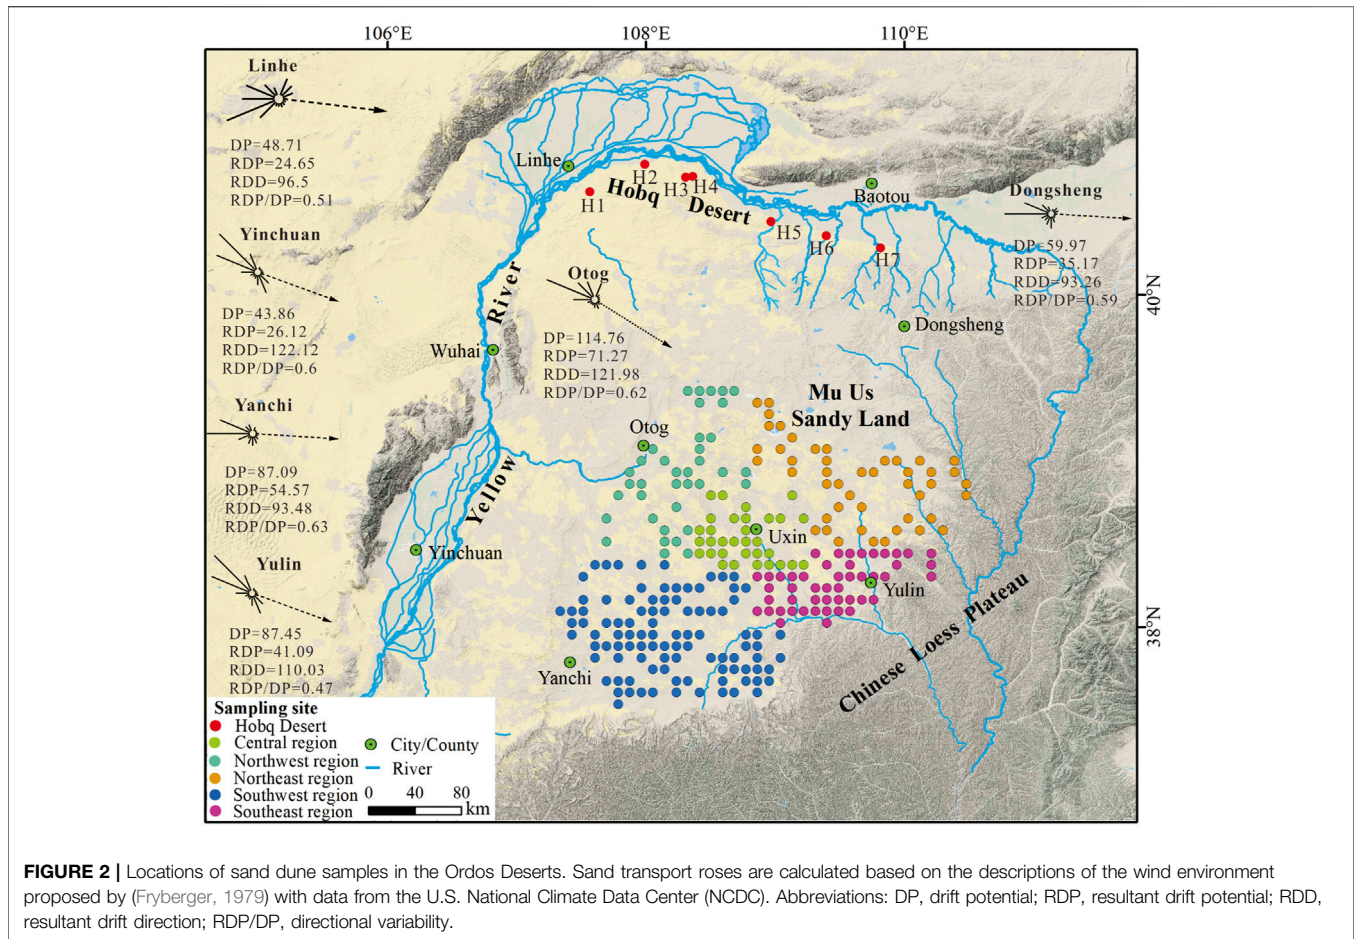 106°E
108°E
110°E
Linhe
DP=48.71
RDP=24.65
RDD=96.5
RDP/DP=0.51
Yinchuan
DP=43.86
RDP=26.12
RDD=122.12
RDP/DP=0.6
Yanchi
DP=87.09
RDP=54.57
RDD=93.48
RDP/DP=0.63
Yulin
DP=87.45
RDP=41.09
RDD=110.03
RDP/DP=0.47
Otog
DP=114.76
RDP=71.27
RDD=121.98
RDP/DP=0.62
Dongsheng
DP=59.97
RDP=35.17
RDD=93.26
RDP/DP=0.59
Linhe
H1
H2
H3
H4
Hobq Desert
H5
H6
H7
Baotou
40°N
Dongsheng
Wuhai
Yellow River
Mu Us
Sandy Land
Otog
Uxin
Yinchuan
Yulin
38°N
Yanchi
Chinese Loess Plateau
Sampling site
Hobq Desert
Central region
Northwest region
Northeast region
Southwest region
Southeast region
City/County
River
0 40 80
km
FIGURE 2 | Locations of sand dune samples in the Ordos Deserts. Sand transport roses are calculated based on the descriptions of the wind environment
proposed by (Fryberger, 1979) with data from the U.S. National Climate Data Center (NCDC). Abbreviations: DP, drift potential; RDP, resultant drift potential; RDD,
resultant drift direction; RDP/DP, directional variability.